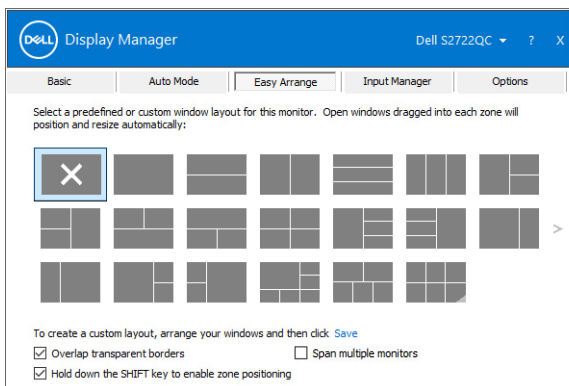 DELL Display Manager Dell S2722QC ? X
Basic Auto Mode Easy Arrange Input Manager Options
Select a predefined or custom window layout for this monitor. Open windows dragged into each zone will
position and resize automatically:
>
To create a custom layout, arrange your windows and then click Save
Overlap transparent borders Span multiple monitors
Hold down the SHIFT key to enable zone positioning